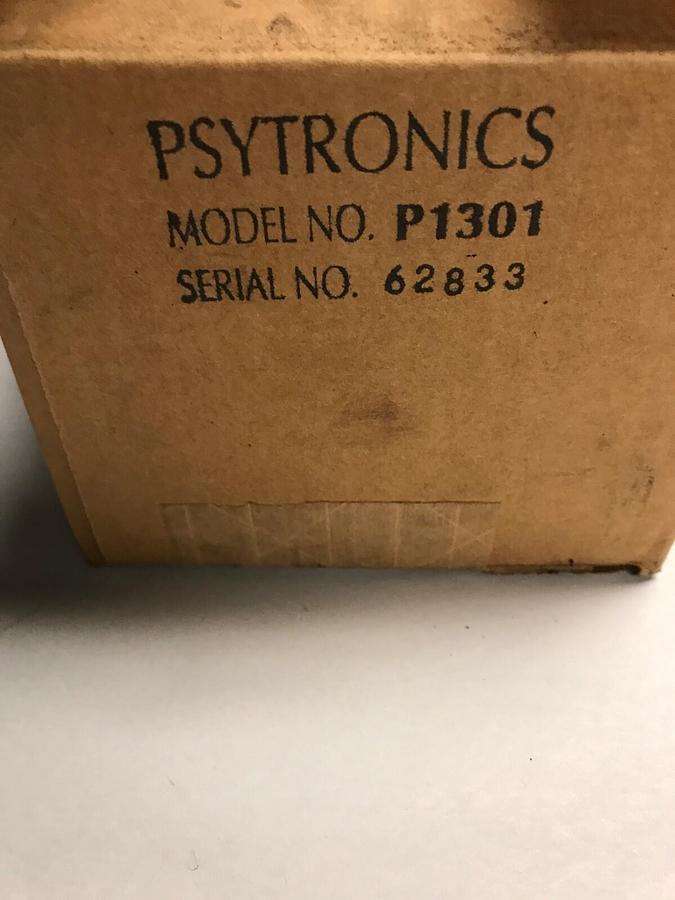 PSYTRONICS
MODEL NO. P1301
SERIAL NO. 62833